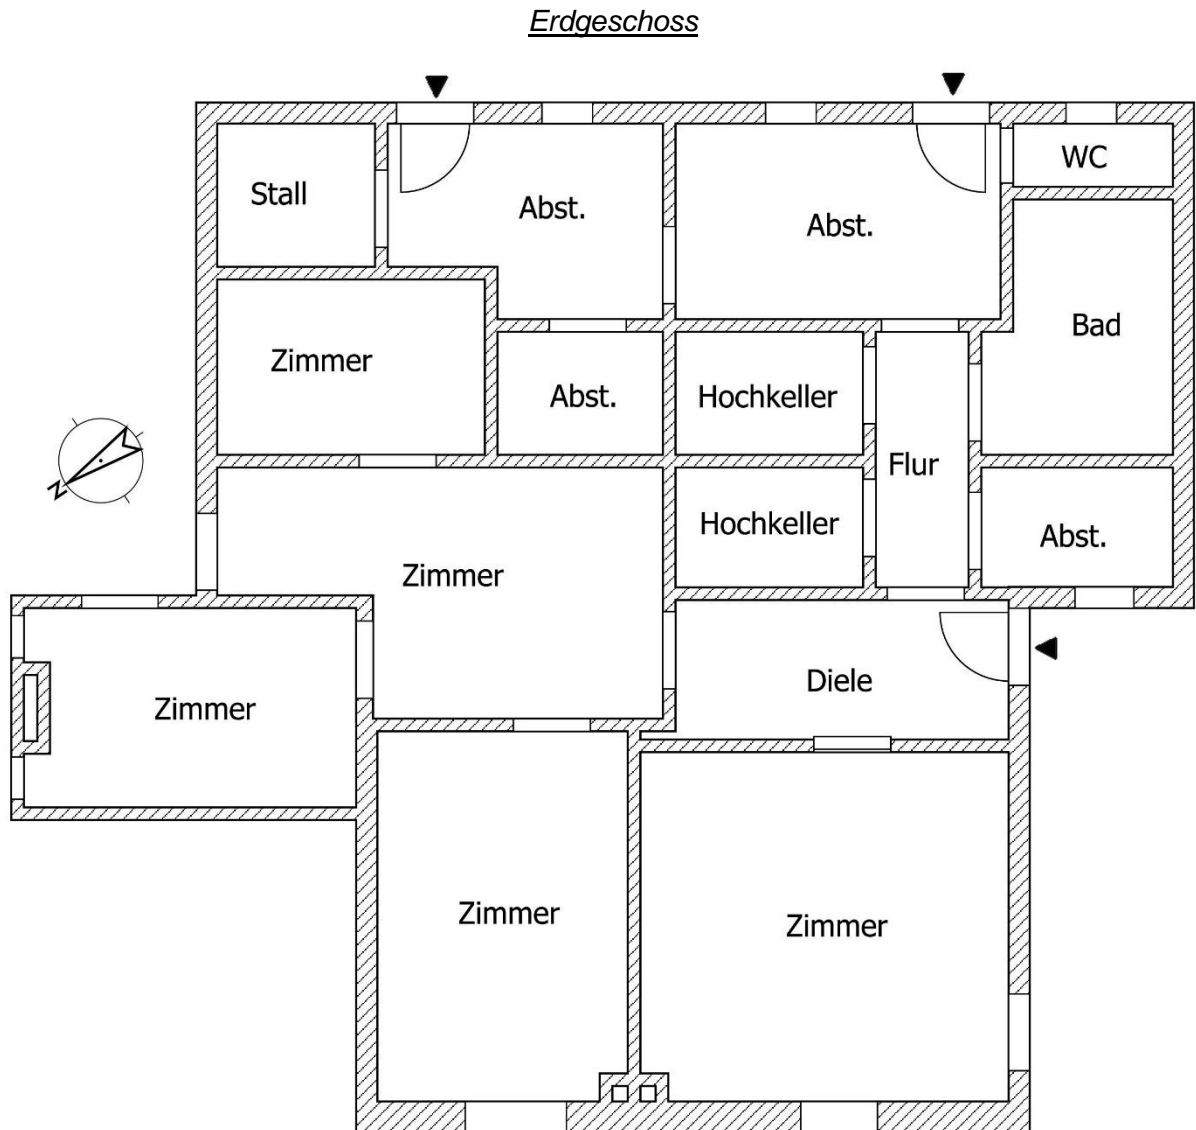 Erdgeschoss
WC
Stall
Abst.
Abst.
Bad
Zimmer
Abst.
Hochkeller
Flur
N
Hochkeller
Abst.
Zimmer
Diele
Zimmer
Zimmer
Zimmer